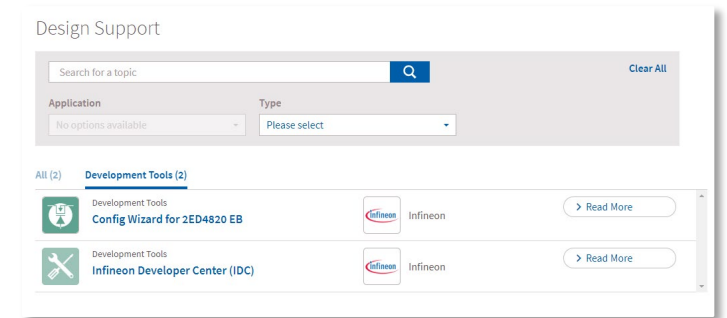 Design Support
Search for a topic
Clear All
Application
Type
No options available
Please select
All (2)
Development Tools (2)
Development Tools
Config Wizard for 2ED4820 EB
infineon
Infineon
Read More
Development Tools
Infineon Developer Center (IDC)
infineon
Infineon
Read More